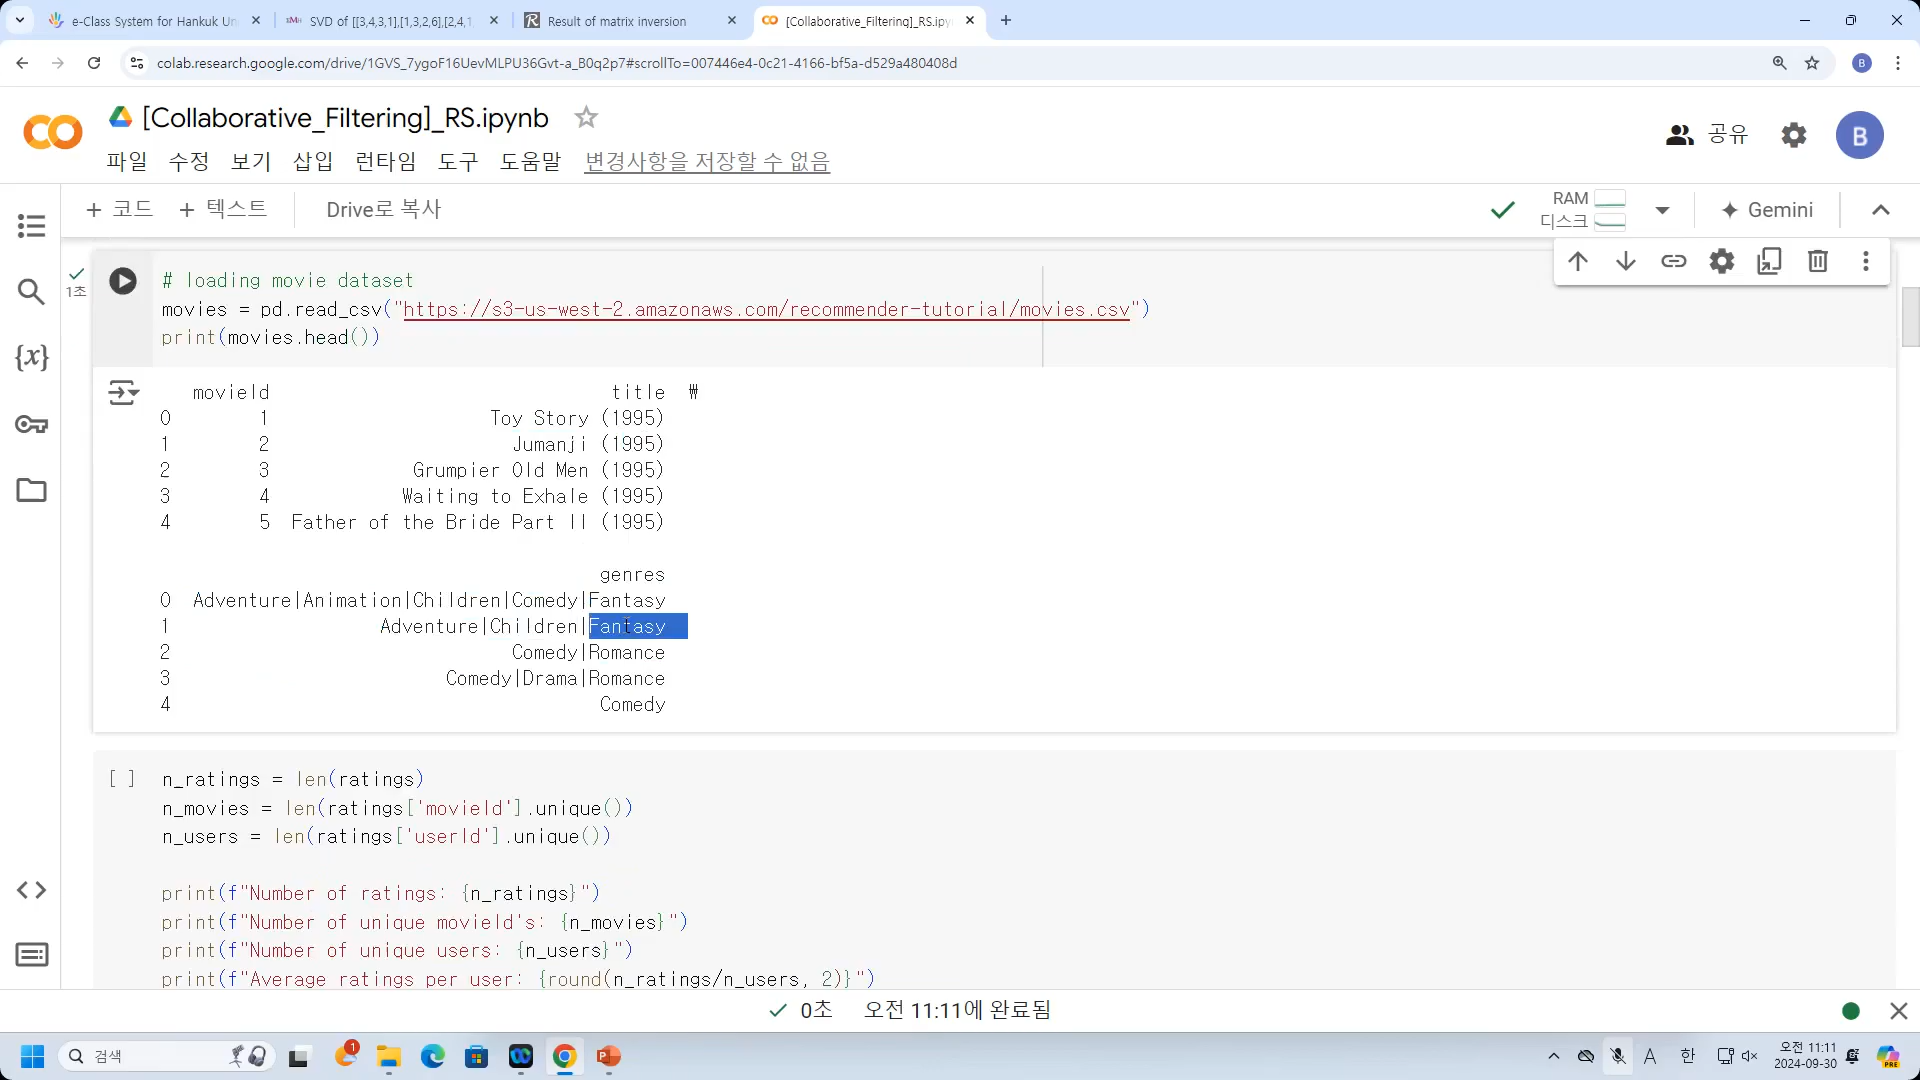 e-Class System for Hankuk Un
SVD of [[3,4,3,1],[1,3,2,6],[2,4,1,
Result of matrix inversion
[Collaborative_Filtering]_RS.ipyn
colab.research.google.com/drive/1GVS_7ygoF16UevMLPU36Gvt-a_B0q2p7#scrollTo=007446e4-0c21-4166-bf5a-d529a480408d
B
[Collaborative_Filtering]_RS.ipynb
공유
B
파일 수정 보기 삽입 런타임 도구 도움말 변경사항을 저장할 수 없음
+ 코드 + 텍스트 Drive로 복사
RAM
디스크
Gemini
1초
# loading movie dataset
movies = pd.read_csv("https://s3-us-west-2.amazonaws.com/recommender-tutorial/movies.csv")
print(movies.head())
movieId title ₩
0 1 Toy Story (1995)
1 2 Jumanji (1995)
2 3 Grumpier Old Men (1995)
3 4 Waiting to Exhale (1995)
4 5 Father of the Bride Part II (1995)
genres
0 Adventure|Animation|Children|Comedy|Fantasy
1 Adventure|Children|Fantasy
2 Comedy|Romance
3 Comedy|Drama|Romance
4 Comedy
[ ] n_ratings = len(ratings)
n_movies = len(ratings['movieId'].unique())
n_users = len(ratings['userId'].unique())
print(f"Number of ratings: {n_ratings}")
print(f"Number of unique movieId's: {n_movies}")
print(f"Number of unique users: {n_users}")
print(f"Average ratings per user: {round(n_ratings/n_users, 2)}")
0초 오전 11:11에 완료됨
검색
1
A 한
오전 11:11
2024-09-30
PRE